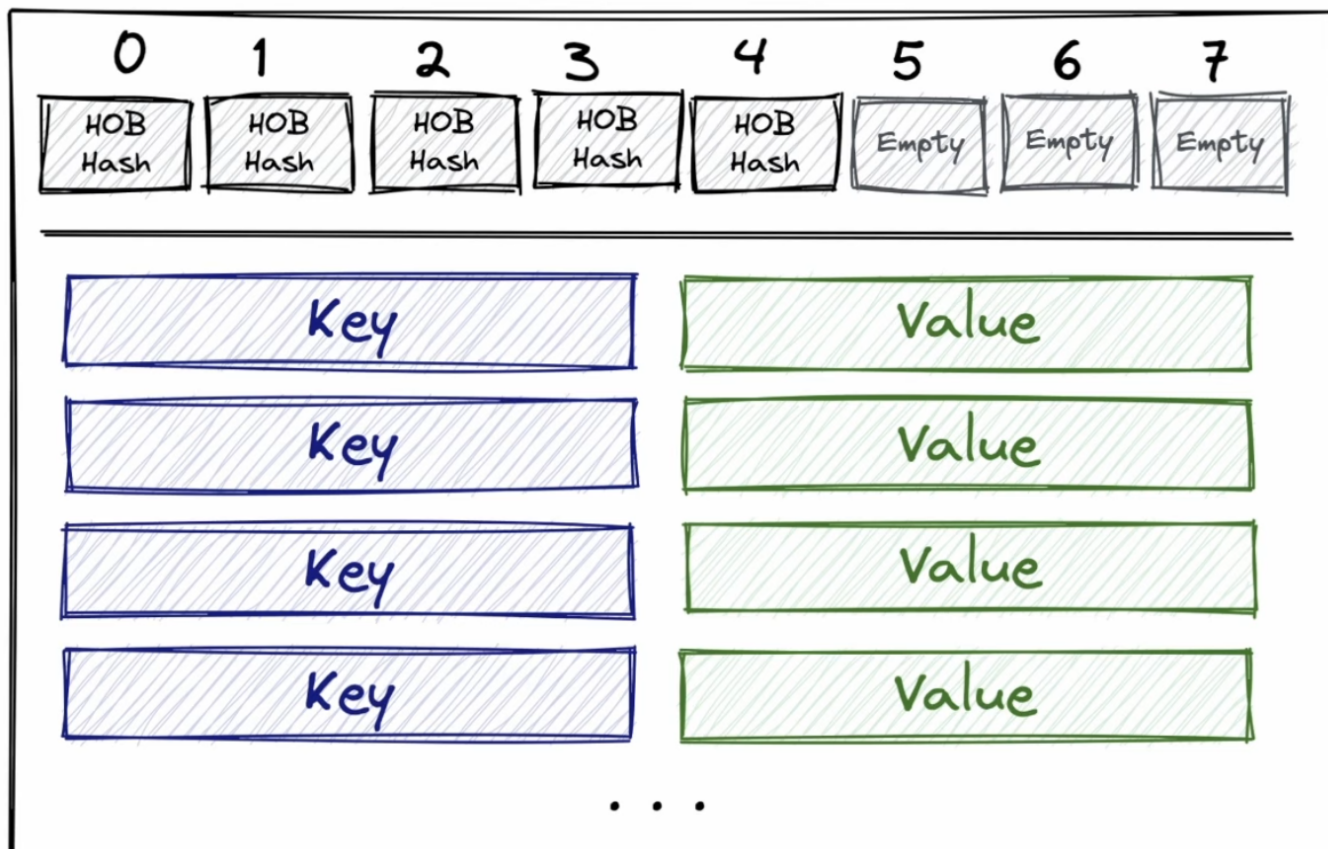 0 1 2 3 4 5 6 7
HOB HOB HOB HOB HOB
Hash Hash Hash Hash Hash Empty Empty Empty
Key Value
Key Value
Key Value
Key Value
...